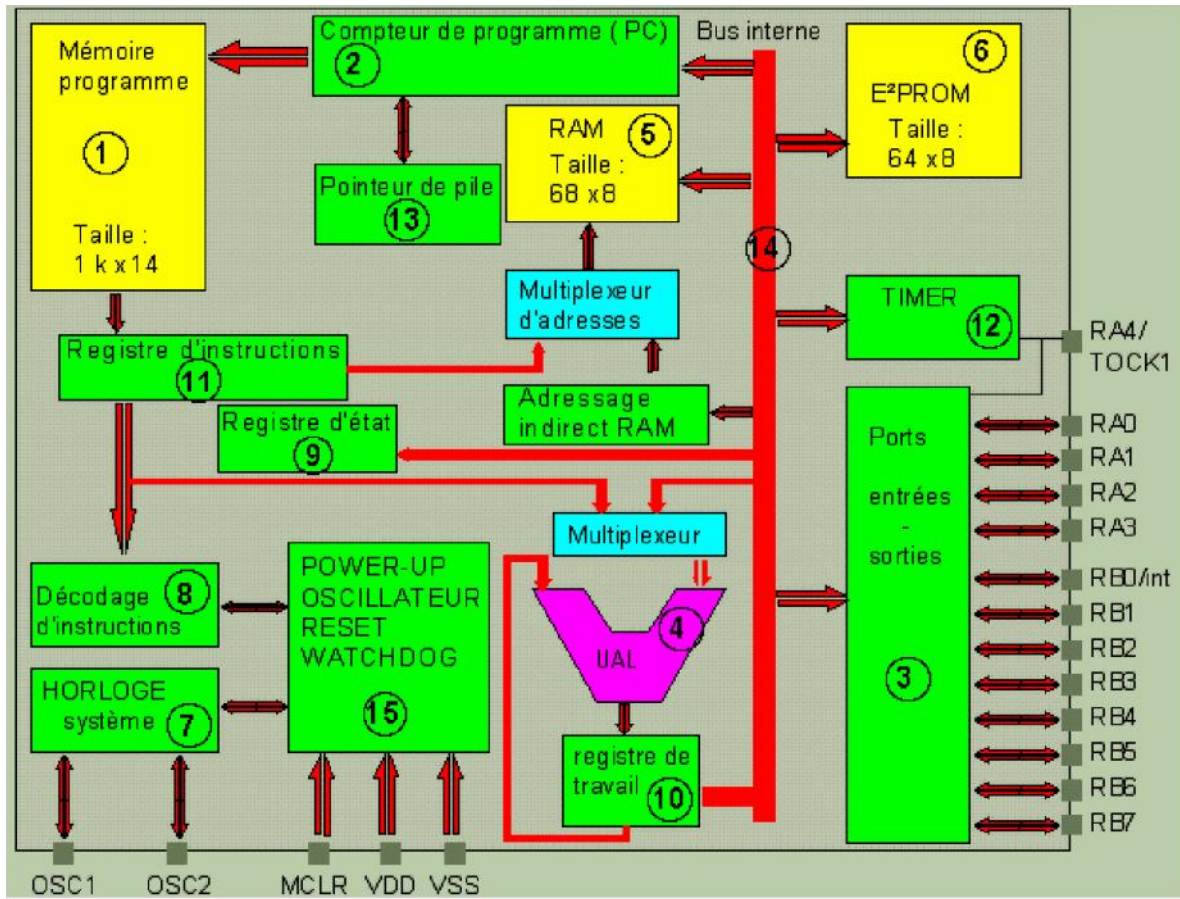 Mémoire
programme
1
Taille :
1 k x 14
Compteur de programme ( PC)
2
Bus interne
6
E²PROM
Taille :
64 x 8
RAM
5
Taille :
68 x 8
Pointeur de pile
13
14
Multiplexeur
d'adresses
TIMER
12
RA4/
TOCK1
Registre d'instructions
11
Adressage
indirect RAM
Registre d'état
9
Ports
entrées
-
sorties
3
RA0
RA1
RA2
RA3
RB0/int
RB1
RB2
RB3
RB4
RB5
RB6
RB7
Multiplexeur
4
UAL
Décodage
d'instructions
8
POWER-UP
OSCILLATEUR
RESET
WATCHDOG
15
HORLOGE
système
7
registre de
travail
10
OSC1
OSC2
MCLR
VDD
VSS